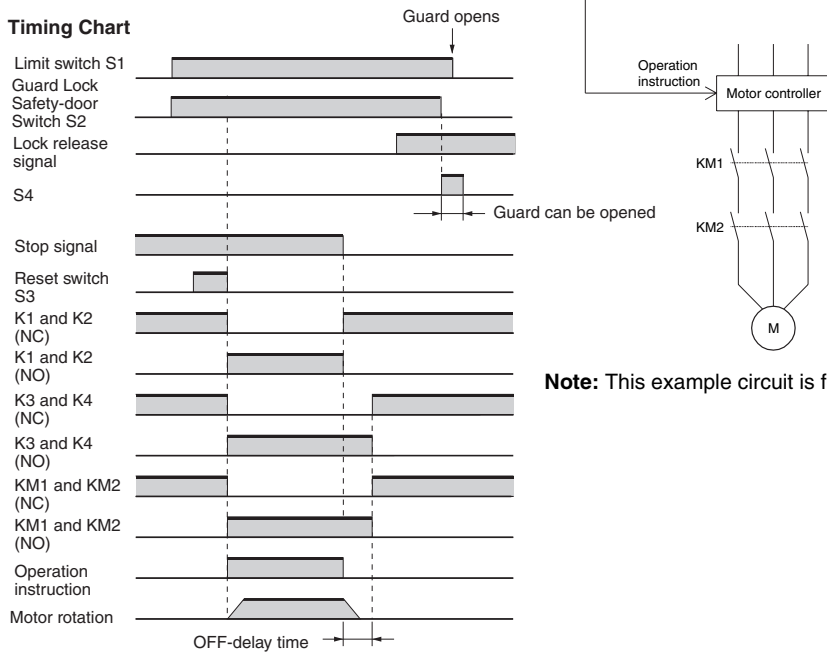 Timing Chart
Guard opens
Limit switch S1
Guard Lock
Safety-door
Switch S2
Lock release
signal
S4
Guard can be opened
Stop signal
Reset switch
S3
K1 and K2
(NC)
K1 and K2
(NO)
K3 and K4
(NC)
K3 and K4
(NO)
KM1 and KM2
(NC)
KM1 and KM2
(NO)
Operation
instruction
Motor rotation
OFF-delay time
Operation
instruction
Motor controller
KM1
KM2
M
Note: This example circuit is f